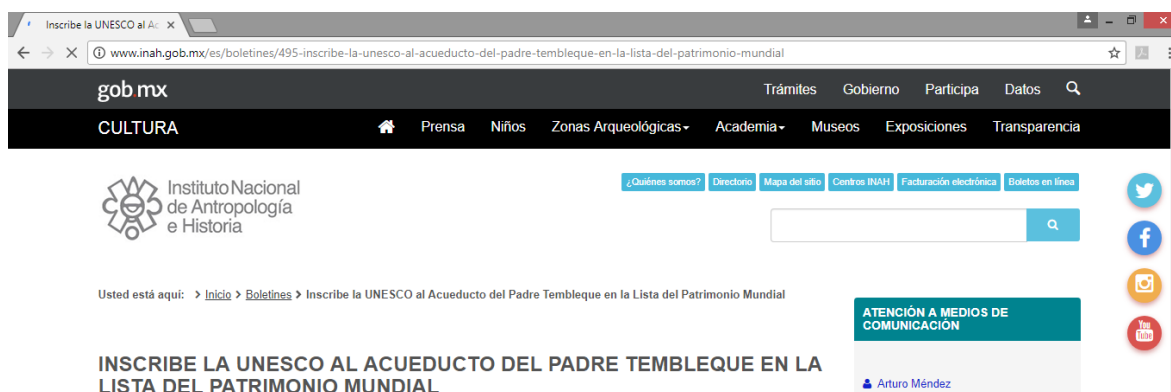 Inscribe la UNESCO al Ac
www.inah.gob.mx/es/boletines/495-inscribe-la-unesco-al-acueducto-del-padre-tembleque-en-la-lista-del-patrimonio-mundial
gob.mx Trámites Gobierno Participa Datos
CULTURA Prensa Niños Zonas Arqueológicas Academia Museos Exposiciones Transparencia
Instituto Nacional
de Antropología
e Historia
¿Quiénes somos? Directorio Mapa del sitio Centros INAH Facturación electrónica Boletos en línea
Usted está aquí: > Inicio > Boletines > Inscribe la UNESCO al Acueducto del Padre Tembleque en la Lista del Patrimonio Mundial
ATENCIÓN A MEDIOS DE
COMUNICACIÓN
You
Tube
INSCRIBE LA UNESCO AL ACUEDUCTO DEL PADRE TEMBLEQUE EN LA
LISTA DEL PATRIMONIO MUNDIAL
Arturo Méndez